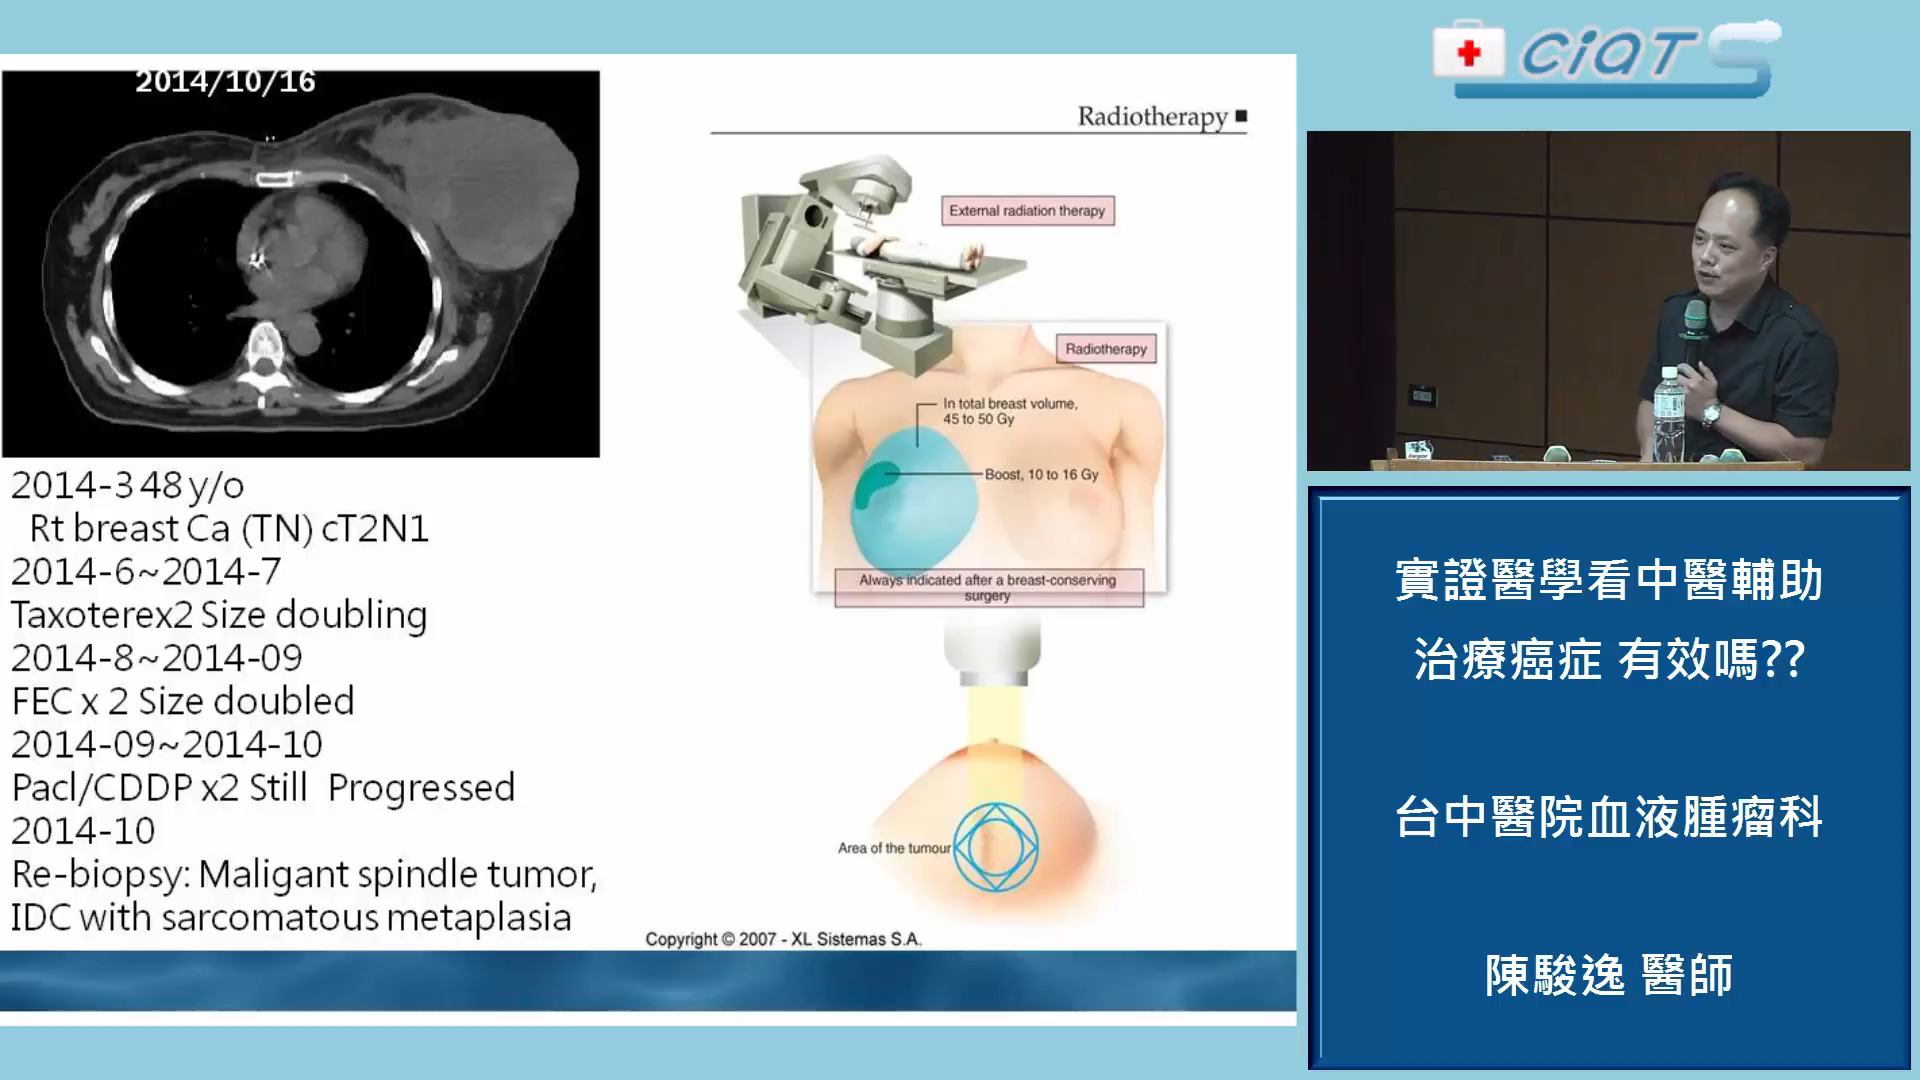 2014/10/16
2014-3 48 y/o
Rt breast Ca (TN) cT2N1
2014-6~2014-7
Taxoterex2 Size doubling
2014-8~2014-09
FEC x 2 Size doubled
2014-09~2014-10
Pacl/CDDP x2 Still Progressed
2014-10
Re-biopsy: Maligant spindle tumor,
IDC with sarcomatous metaplasia
Radiotherapy
External radiation therapy
Radiotherapy
In total breast volume,
45 to 50 Gy
Boost, 10 to 16 Gy
Always indicated after a breast-conserving
surgery
Area of the tumour
Copyright © 2007 - XL Sistemas S.A.
CiQTS
實證醫學看中醫輔助
治療癌症 有效嗎??
台中醫院血液腫瘤科
陳駿逸 醫師